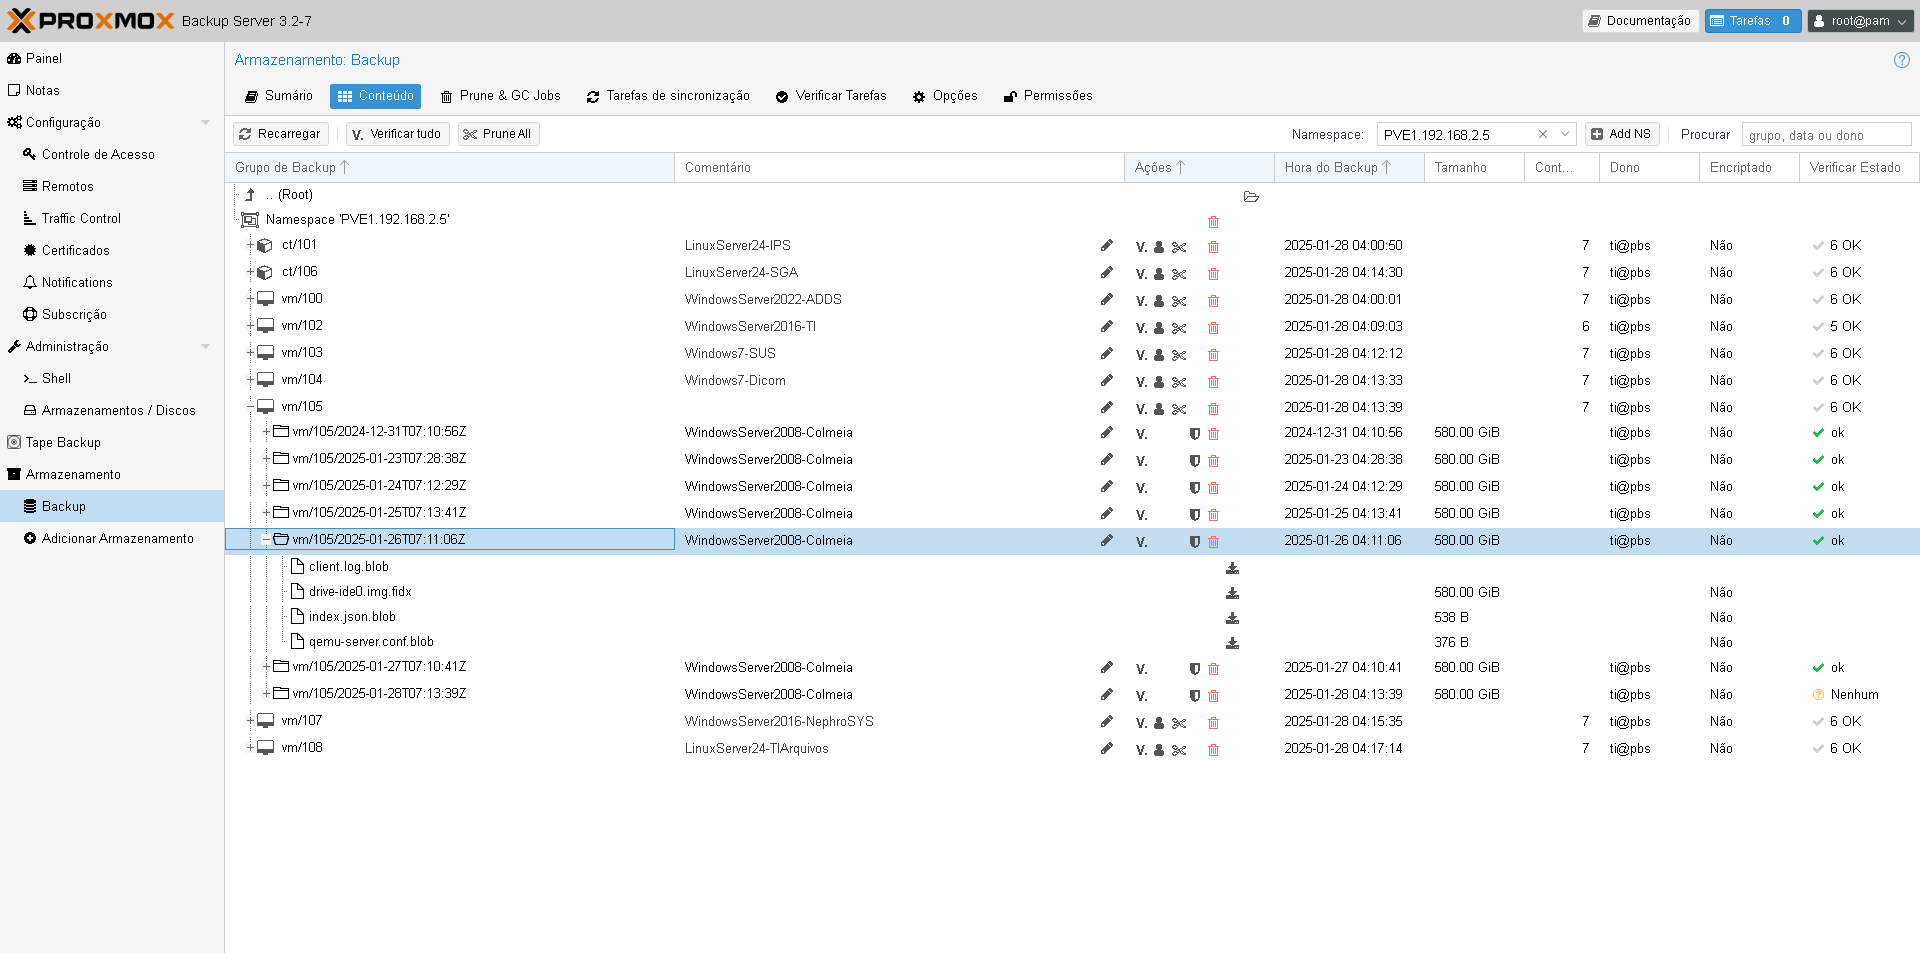 PROXMOX Backup Server 3.2-7 Documentação Tarefas 0 root@pam
Painel
Notas
Configuração
Controle de Acesso
Remotos
Traffic Control
Certificados
Notifications
Subscrição
Administração
Shell
Armazenamentos / Discos
Tape Backup
Armazenamento
Backup
Adicionar Armazenamento
Armazenamento: Backup
Sumário Conteúdo Prune & GC Jobs Tarefas de sincronização Verificar Tarefas Opções Permissões
Recarregar V. Verificar tudo Prune All Namespace: PVE1.192.168.2.5 Add NS Procurar grupo, data ou dono
Grupo de Backup Comentário Ações Hora do Backup Tamanho Cont... Dono Encriptado Verificar Estado
.. (Root)
Namespace 'PVE1.192.168.2.5'
ct/101 LinuxServer24-IPS V. 2025-01-28 04:00:50 7 ti@pbs Não 6 OK
ct/106 LinuxServer24-SGA V. 2025-01-28 04:14:30 7 ti@pbs Não 6 OK
vm/100 WindowsServer2022-ADDS V. 2025-01-28 04:00:01 7 ti@pbs Não 6 OK
vm/102 WindowsServer2016-TI V. 2025-01-28 04:09:03 6 ti@pbs Não 5 OK
vm/103 Windows7-SUS V. 2025-01-28 04:12:12 7 ti@pbs Não 6 OK
vm/104 Windows7-Dicom V. 2025-01-28 04:13:33 7 ti@pbs Não 6 OK
vm/105 V. 2025-01-28 04:13:39 7 ti@pbs Não 6 OK
vm/105/2024-12-31T07:10:56Z WindowsServer2008-Colmeia V. 2024-12-31 04:10:56 580.00 GiB ti@pbs Não ok
vm/105/2025-01-23T07:28:38Z WindowsServer2008-Colmeia V. 2025-01-23 04:28:38 580.00 GiB ti@pbs Não ok
vm/105/2025-01-24T07:12:29Z WindowsServer2008-Colmeia V. 2025-01-24 04:12:29 580.00 GiB ti@pbs Não ok
vm/105/2025-01-25T07:13:41Z WindowsServer2008-Colmeia V. 2025-01-25 04:13:41 580.00 GiB ti@pbs Não ok
vm/105/2025-01-26T07:11:06Z WindowsServer2008-Colmeia V. 2025-01-26 04:11:06 580.00 GiB ti@pbs Não ok
client.log.blob
drive-ide0.img.fidx 580.00 GiB Não
index.json.blob 538 B Não
qemu-server.conf.blob 376 B Não
vm/105/2025-01-27T07:10:41Z WindowsServer2008-Colmeia V. 2025-01-27 04:10:41 580.00 GiB ti@pbs Não ok
vm/105/2025-01-28T07:13:39Z WindowsServer2008-Colmeia V. 2025-01-28 04:13:39 580.00 GiB ti@pbs Não Nenhum
vm/107 WindowsServer2016-NephroSYS V. 2025-01-28 04:15:35 7 ti@pbs Não 6 OK
vm/108 LinuxServer24-TIArquivos V. 2025-01-28 04:17:14 7 ti@pbs Não 6 OK